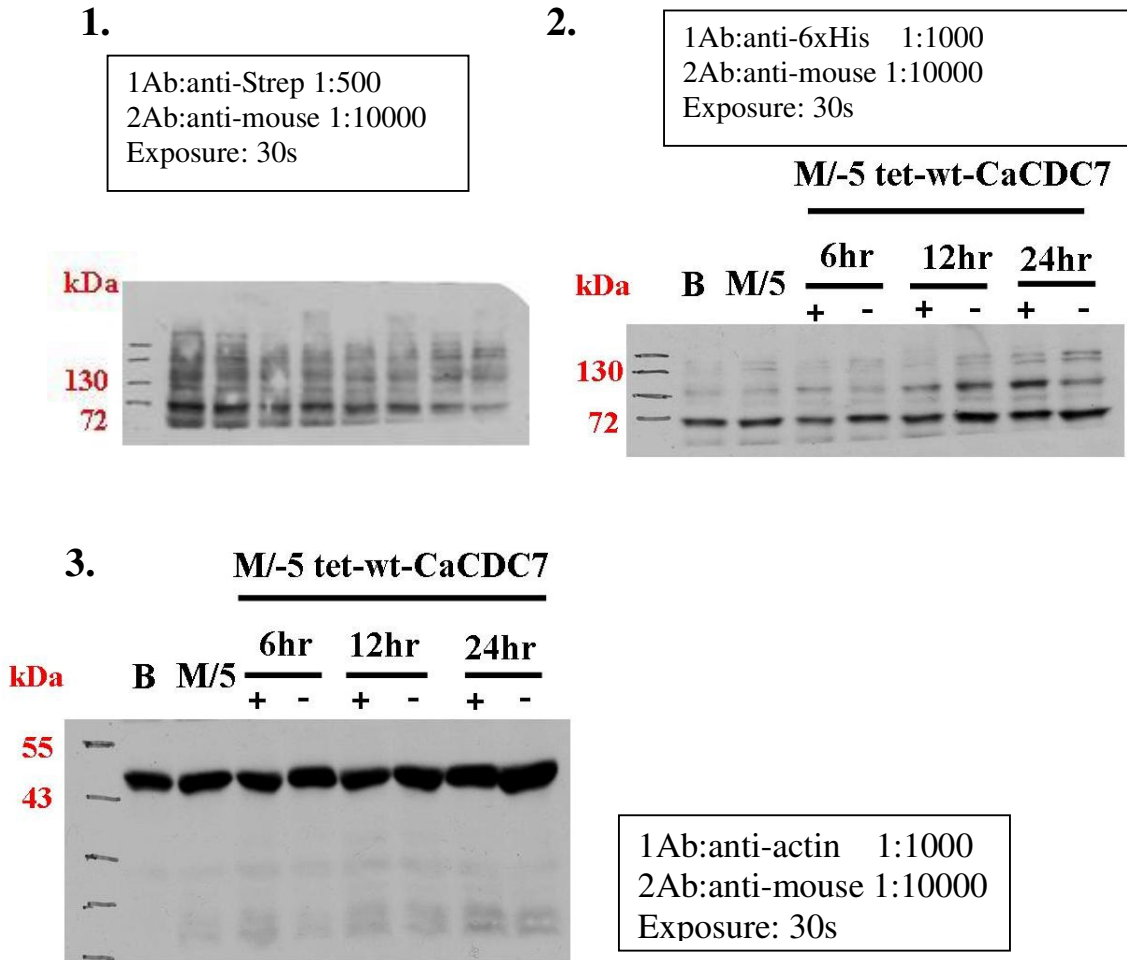 1.
1Ab:anti-Strep 1:500
2Ab:anti-mouse 1:10000
Exposure: 30s
kDa
130
72
2.
1Ab:anti-6xHis 1:1000
2Ab:anti-mouse 1:10000
Exposure: 30s
M/-5 tet-wt-CaCDC7
6hr 12hr 24hr
kDa B M/5
+ - + - + -
130
72
3.
M/-5 tet-wt-CaCDC7
6hr 12hr 24hr
kDa B M/5
+ - + - + -
55
43
1Ab:anti-actin 1:1000
2Ab:anti-mouse 1:10000
Exposure: 30s